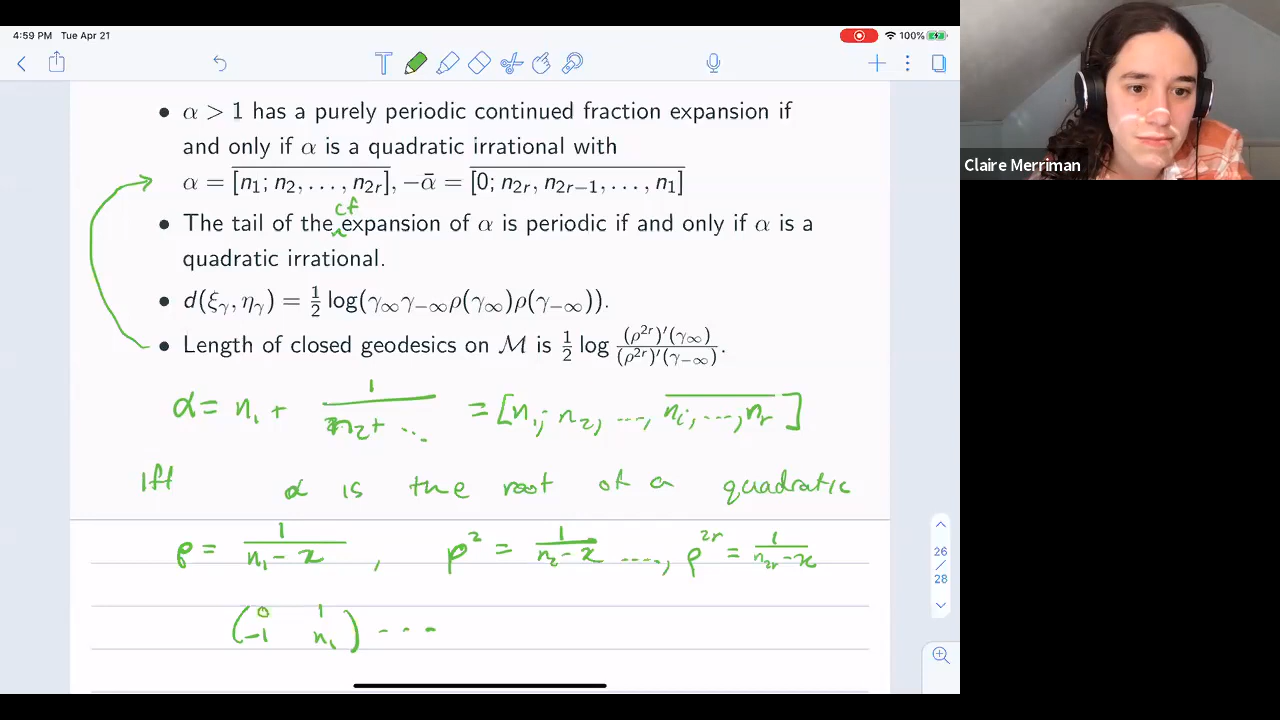 4:59 PM Tue Apr 21
100%
• α > 1 has a purely periodic continued fraction expansion if
and only if α is a quadratic irrational with
α = [n₁; n₂, …, n₂ᵣ], −ᾱ = [0; n₂ᵣ, n₂ᵣ₋₁, …, n₁]
cf
• The tail of the expansion of α is periodic if and only if α is a
quadratic irrational.
• d(ξ_γ, η_γ) = 1/2 log(γ_∞γ_−∞ρ(γ_∞)ρ(γ_−∞)).
• Length of closed geodesics on ℳ is 1/2 log (ρ²ʳ)′(γ_∞)/(ρ²ʳ)′(γ_−∞).
α = n₁ + 1/(n₂ + ⋱) = [n₁; n₂, …, n_i, …, n_r]
Iff α is the root of a quadratic
ρ = 1/(n₁ − x), ρ² = 1/(n₂ − x) ...., ρ²ʳ = 1/(n₂ᵣ − x)
(0 1
−1 n₁) - - -
26
/
28
Claire Merriman